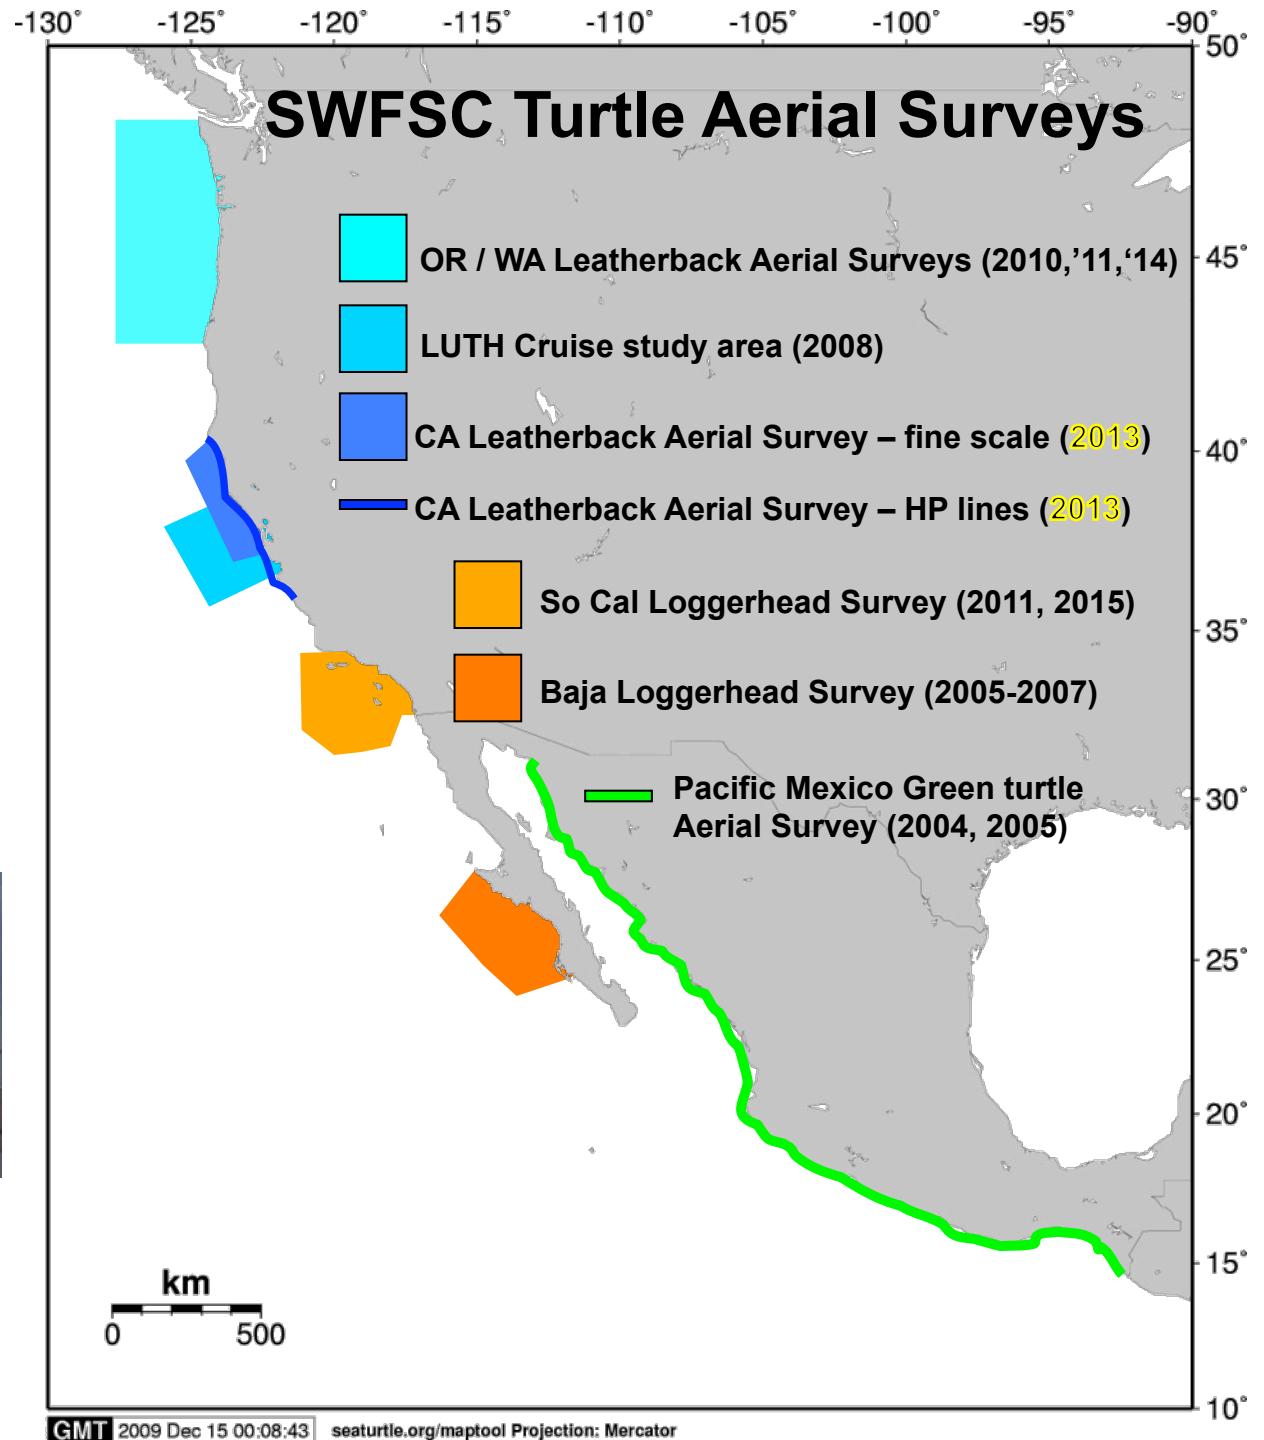 -130° -125° -120° -115° -110° -105° -100° -95° -90°
50°
SWFSC Turtle Aerial Surveys
45°
OR / WA Leatherback Aerial Surveys (2010,’11,‘14)
LUTH Cruise study area (2008)
CA Leatherback Aerial Survey – fine scale (2013)
40°
CA Leatherback Aerial Survey – HP lines (2013)
So Cal Loggerhead Survey (2011, 2015)
35°
Baja Loggerhead Survey (2005-2007)
Pacific Mexico Green turtle
30°
Aerial Survey (2004, 2005)
25°
20°
15°
km
0 500
10°
GMT 2009 Dec 15 00:08:43 seaturtle.org/maptool Projection: Mercator